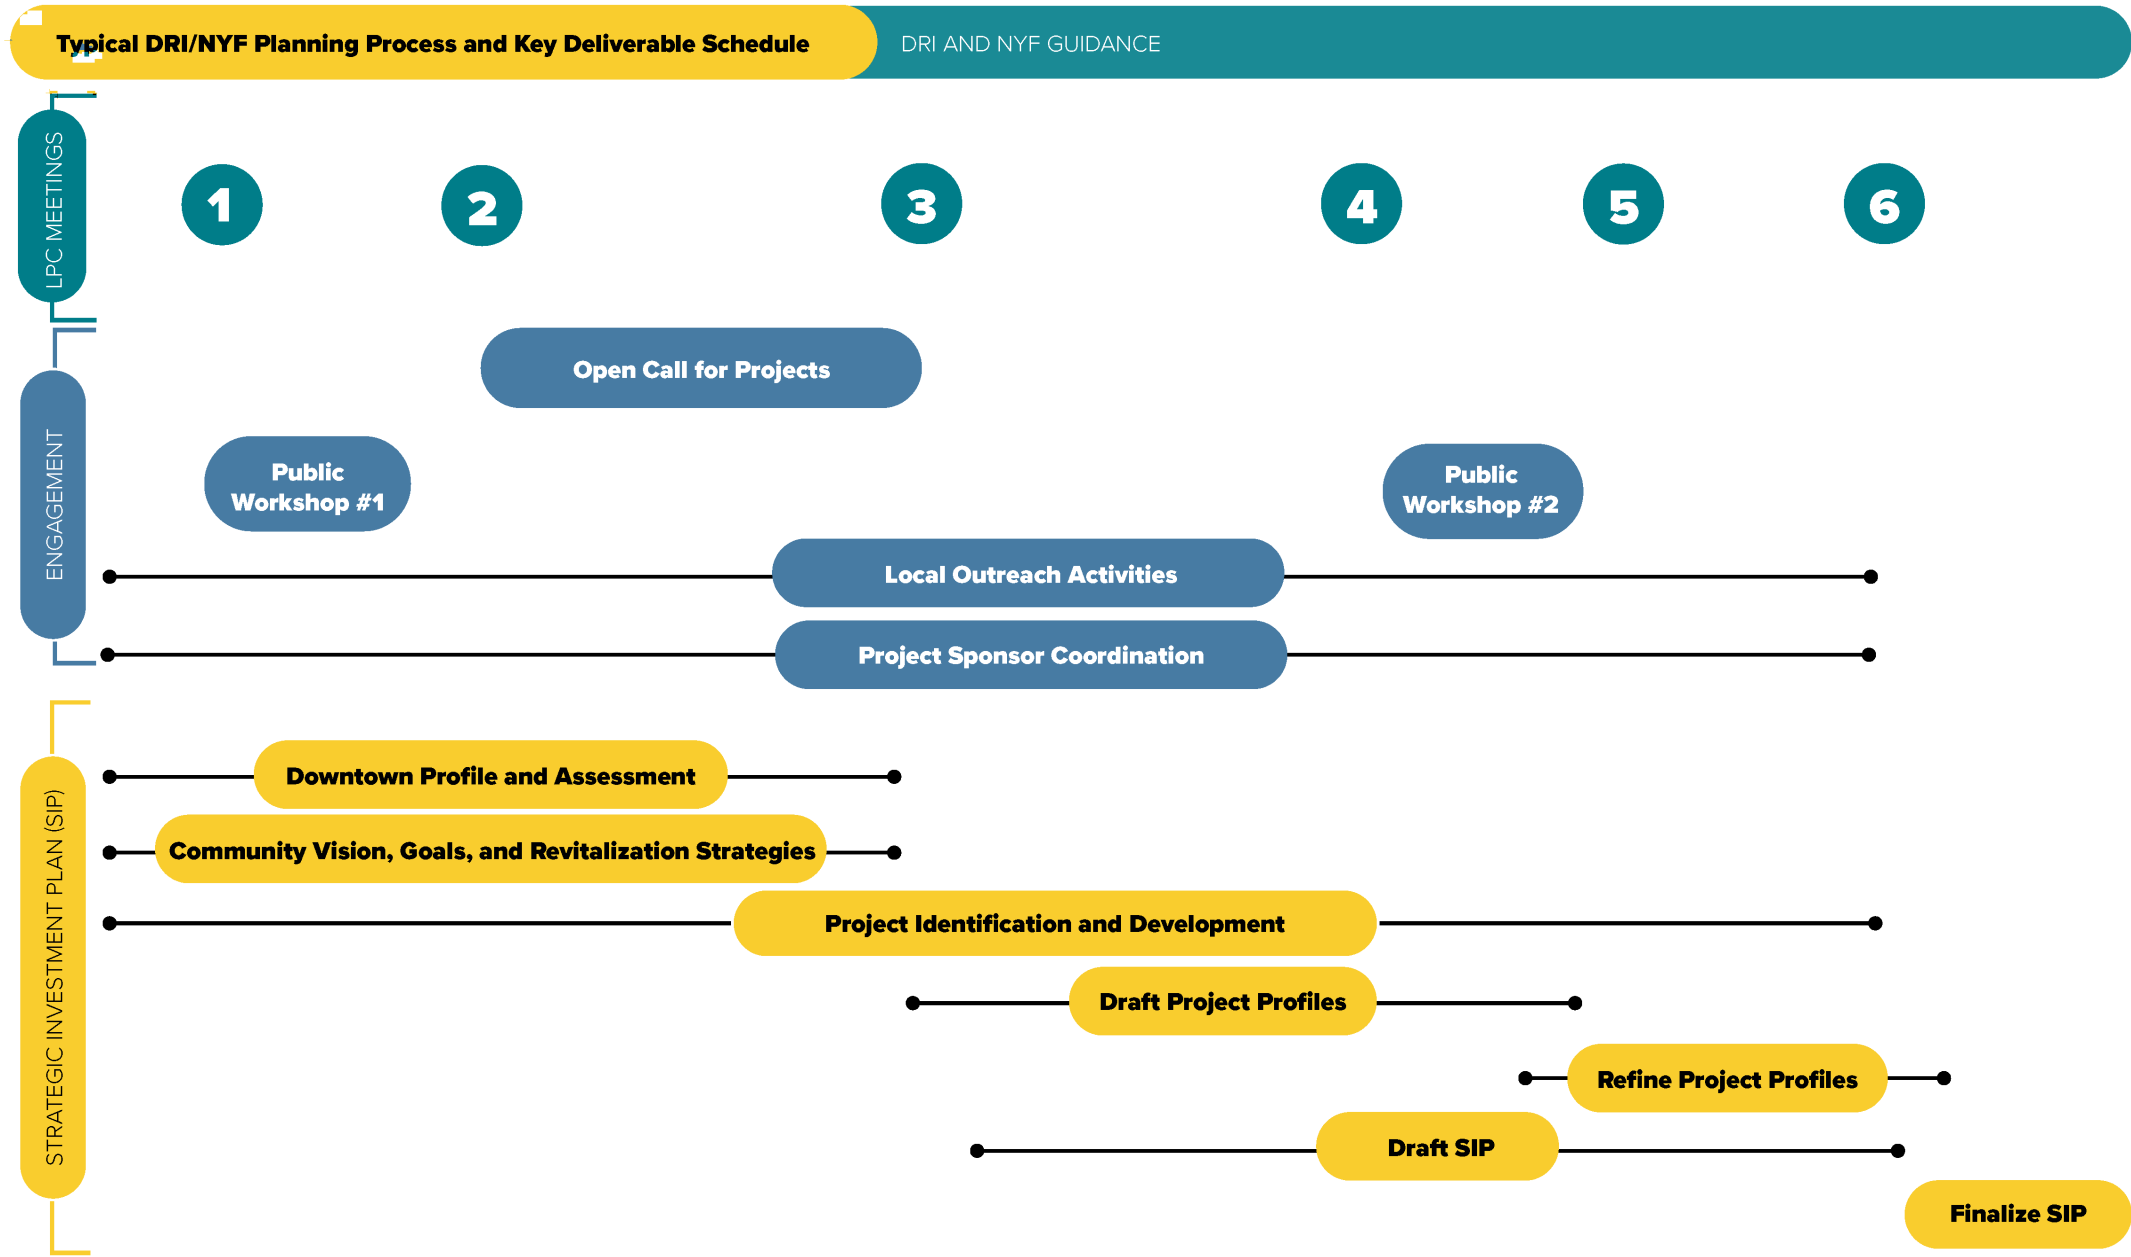 Typical DRI/NYF Planning Process and Key Deliverable Schedule
DRI AND NYF GUIDANCE
LPC MEETINGS
1
2
3
4
5
6
ENGAGEMENT
Open Call for Projects
Public
Workshop #1
Public
Workshop #2
Local Outreach Activities
Project Sponsor Coordination
STRATEGIC INVESTMENT PLAN (SIP)
Downtown Profile and Assessment
Community Vision, Goals, and Revitalization Strategies
Project Identification and Development
Draft Project Profiles
Refine Project Profiles
Draft SIP
Finalize SIP